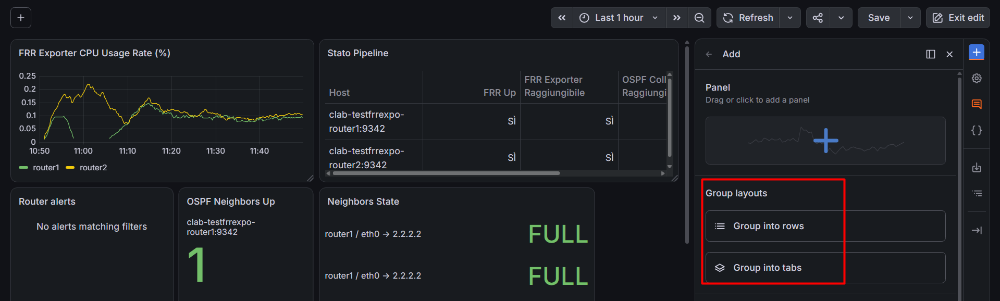 Last 1 hour
Refresh
Save
Exit edit
FRR Exporter CPU Usage Rate (%)
0.25
0.2
0.15
0.1
0.05
0
10:50 11:00 11:10 11:20 11:30 11:40
router1 router2
Stato Pipeline
Host
FRR Up
FRR Exporter
Raggiungibile
OSPF Coll
Raggiungi
clab-testfrrexpo-
router1:9342
SÌ
SÌ
clab-testfrrexpo-
router2:9342
SÌ
SÌ
Router alerts
No alerts matching filters
OSPF Neighbors Up
clab-testfrrexpo-
router1:9342
1
Neighbors State
router1 / eth0 → 2.2.2.2
FULL
router1 / eth0 → 2.2.2.2
FULL
Add
Panel
Drag or click to add a panel
Group layouts
Group into rows
Group into tabs